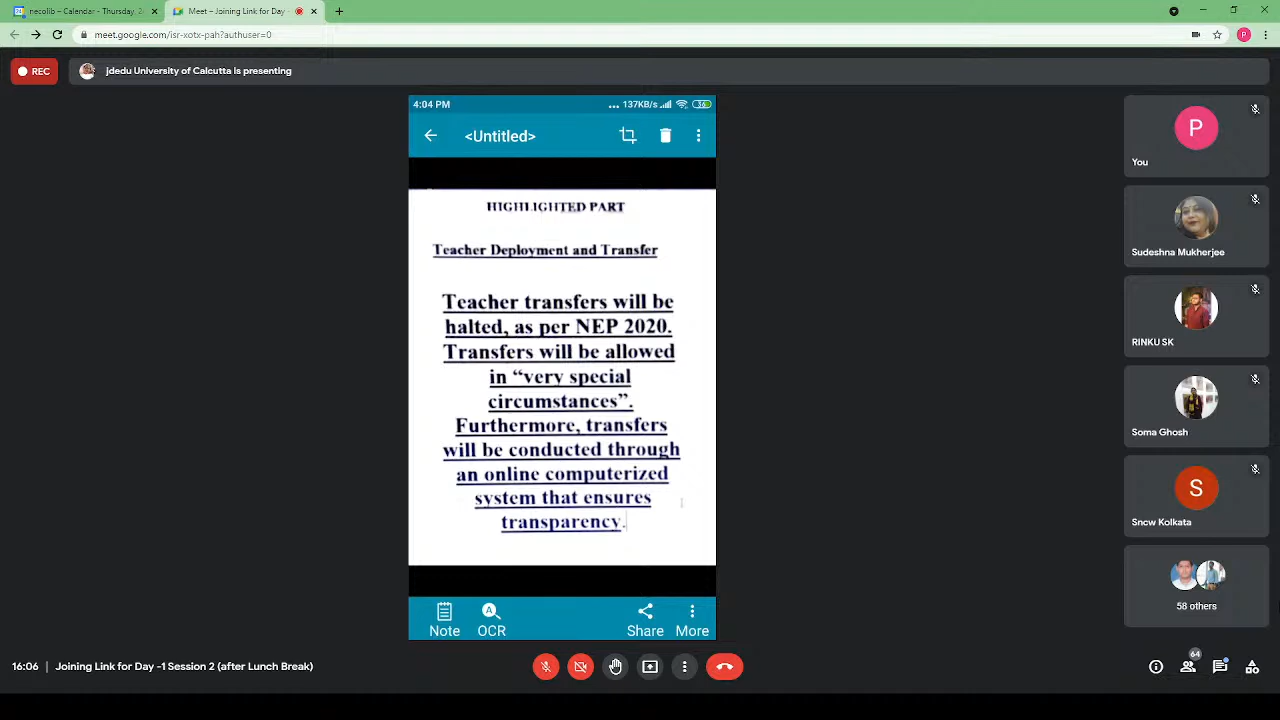 necolib – Calendar - Thursday, 2
Meet – Joining Link for Day -
meet.google.com/isr-xotx-pah?authuser=0
P
REC
jdedu University of Calcutta is presenting
4:04 PM
137KB/s
<Untitled>
HIGHLIGHTED PART
Teacher Deployment and Transfer
Teacher transfers will be
halted, as per NEP 2020.
Transfers will be allowed
in “very special
circumstances”.
Furthermore, transfers
will be conducted through
an online computerized
system that ensures
transparency.
Note
OCR
Share
More
P
You
Sudeshna Mukherjee
RINKU SK
Soma Ghosh
S
Snow Kolkata
58 others
16:06 | Joining Link for Day -1 Session 2 (after Lunch Break)
64